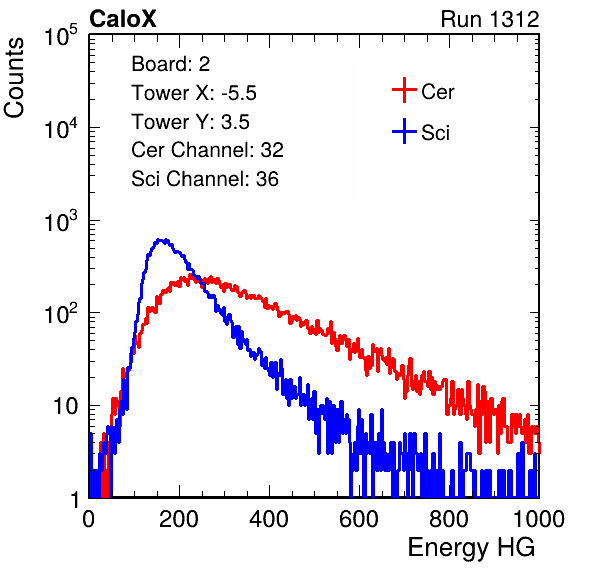 CaloX Run 1312
Counts
10^5
10^4
10^3
10^2
10
1
Board: 2
Tower X: -5.5
Tower Y: 3.5
Cer Channel: 32
Sci Channel: 36
Cer
Sci
0 200 400 600 800 1000
Energy HG